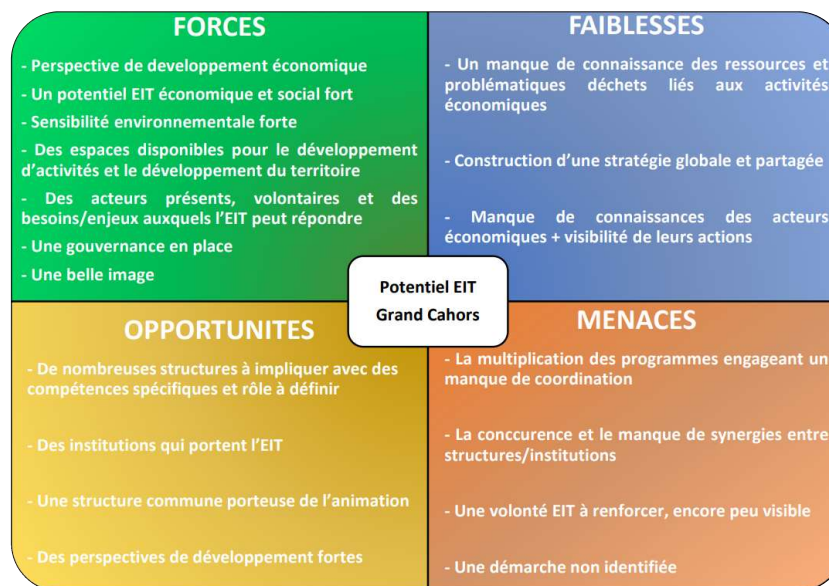 FORCES
- Perspective de developpement économique
- Un potentiel EIT économique et social fort
- Sensibilité environnementale forte
- Des espaces disponibles pour le développement
d'activités et le développement du territoire
- Des acteurs présents, volontaires et des
besoins/enjeux auxquels l'EIT peut répondre
- Une gouvernance en place
- Une belle image
FAIBLESSES
- Un manque de connaissance des ressources et
problématiques déchets liés aux activités
économiques
- Construction d'une stratégie globale et partagée
- Manque de connaissances des acteurs
économiques + visibilité de leurs actions
Potentiel EIT
Grand Cahors
OPPORTUNITES
- De nombreuses structures à impliquer avec des
compétences spécifiques et rôle à définir
- Des institutions qui portent l'EIT
- Une structure commune porteuse de l'animation
- Des perspectives de développement fortes
MENACES
- La multiplication des programmes engageant un
manque de coordination
- La conccurence et le manque de synergies entre
structures/institutions
- Une volonté EIT à renforcer, encore peu visible
- Une démarche non identifiée